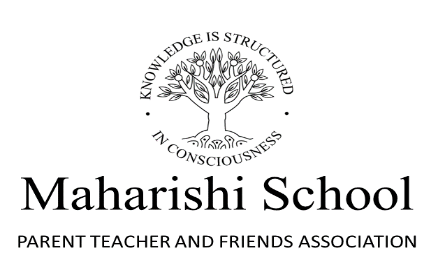 KNOWLEDGE IS STRUCTURED
IN CONSCIOUSNESS
Maharishi School
PARENT TEACHER AND FRIENDS ASSOCIATION